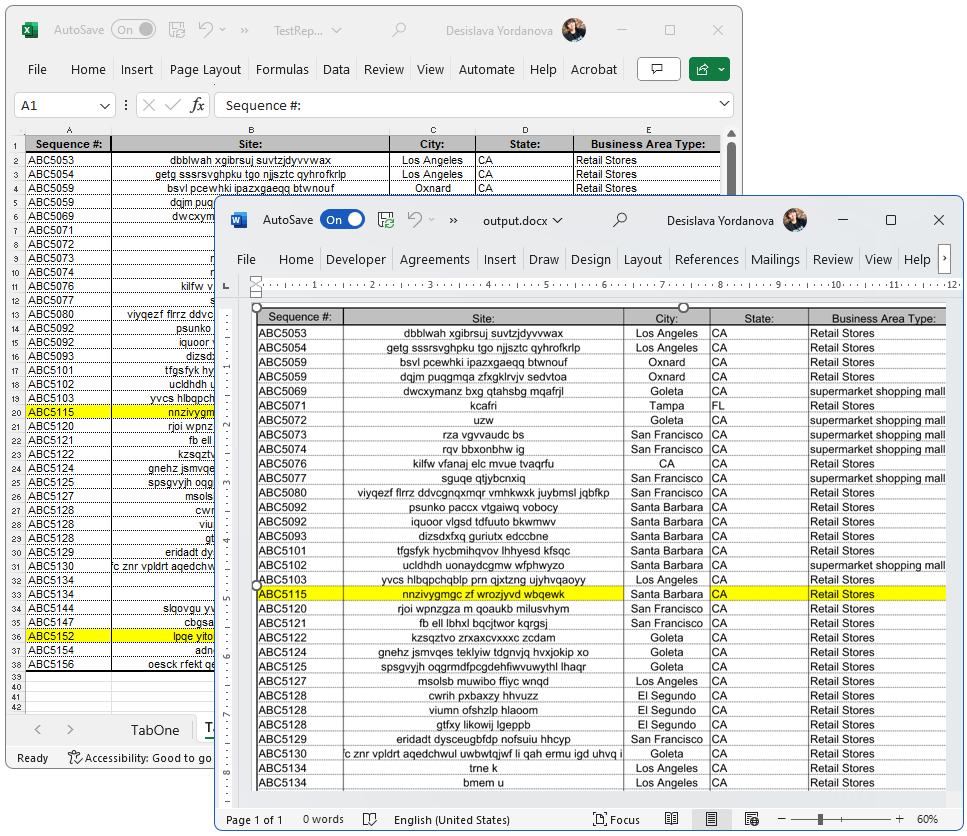 AutoSave On TestRep... Desislava Yordanova
File Home Insert Page Layout Formulas Data Review View Automate Help Acrobat
A1 fx Sequence #:
A B C D E
1 Sequence #: Site: City: State: Business Area Type:
2 ABC5053 dbblwah xgibrsuj suvtzjdyvvwax Los Angeles CA Retail Stores
3 ABC5054 getg sssrsvghpku tgo njjsztc qyhrofkrlp Los Angeles CA Retail Stores
4 ABC5059 bsvl pcewhki ipazxgaeqq btwnouf Oxnard CA Retail Stores
5 ABC5059 dqjm puq
6 ABC5069 dwcxym
7 ABC5071
8 ABC5072
9 ABC5073 r
10 ABC5074 r
11 ABC5076 kilfw v
12 ABC5077 s
13 ABC5080 viyqezf flrrz ddvc
14 ABC5092 psunko
15 ABC5092 iquoor v
16 ABC5093 dizsd
17 ABC5101 tfgsfyk hy
18 ABC5102 ucldhdh u
19 ABC5103 yvcs hlbqpch
20 ABC5115 nnzivygm
21 ABC5120 rjoi wpnz
22 ABC5121 fb ell
23 ABC5122 kzsqztv
24 ABC5124 gnehz jsmvqe
25 ABC5125 spsgvyjh oqg
26 ABC5127 msols
27 ABC5128 cwr
28 ABC5128 viu
29 ABC5128 gt
30 ABC5129 eridadt dy
31 ABC5130 fc znr vpldrt aqedchw
32 ABC5134
33 ABC5134
34 ABC5144 slqovgu y
35 ABC5147 cbgsa
36 ABC5152 lpqe yito
37 ABC5154 adn
38 ABC5156 oesck rfekt qe
39
40
41
42
TabOne T
Ready Accessibility: Good to go
AutoSave On output.docx Desislava Yordanova
File Home Developer Agreements Insert Draw Design Layout References Mailings Review View Help
1 2 3 4 5 6 7 8 9 10 11 12
Sequence #: Site: City: State: Business Area Type:
ABC5053 dbblwah xgibrsuj suvtzjdyvvwax Los Angeles CA Retail Stores
ABC5054 getg sssrsvghpku tgo njjsztc qyhrofkrlp Los Angeles CA Retail Stores
ABC5059 bsvl pcewhki ipazxgaeqq btwnouf Oxnard CA Retail Stores
ABC5059 dqjm puqgmqa zfxgklrvjv sedvtoa Oxnard CA Retail Stores
ABC5069 dwcxymanz bxg qtahsbg mqafrjl Goleta CA supermarket shopping mall
ABC5071 kcafri Tampa FL Retail Stores
ABC5072 uzw Goleta CA supermarket shopping mall
ABC5073 rza vgvvaudc bs San Francisco CA supermarket shopping mall
ABC5074 rqv bbxonbhw ig San Francisco CA supermarket shopping mall
ABC5076 kilfw vfanaj elc mvue tvaqrfu CA CA Retail Stores
ABC5077 sguqe qtjybcnxiq San Francisco CA supermarket shopping mall
ABC5080 viyqezf flrrz ddvcgnqxmqr vmhkwxk juybmsl jqbfkp San Francisco CA Retail Stores
ABC5092 psunko paccx vtgaiwq vobocy Santa Barbara CA Retail Stores
ABC5092 iquoor vlgsd tdfuuto bkwmwv Santa Barbara CA Retail Stores
ABC5093 dizsdxfxq guriutx edccbne Santa Barbara CA Retail Stores
ABC5101 tfgsfyk hycbmihqvov lhhyesd kfsqc Santa Barbara CA Retail Stores
ABC5102 ucldhdh uonaydcgmw wfphwyzo Santa Barbara CA supermarket shopping mall
ABC5103 yvcs hlbqpchqblp prn qjxtzng ujyhvqaoyy Los Angeles CA Retail Stores
ABC5115 nnzivygmgc zf wrozjyvd wbqewk Santa Barbara CA Retail Stores
ABC5120 rjoi wpnzgza m qoaukb milusvhym San Francisco CA Retail Stores
ABC5121 fb ell lbhxl bqcjtwor kqrgsj San Francisco CA Retail Stores
ABC5122 kzsqztvo zrxaxcvxxxc zcdam Goleta CA Retail Stores
ABC5124 gnehz jsmvqes teklyiw tdgnvjq hvxjokip xo Goleta CA Retail Stores
ABC5125 spsgvyjh oqgrmdfpcgdehfiwvuwythl lhaqr Goleta CA Retail Stores
ABC5127 msolsb muwibo ffiyc wnqd Los Angeles CA Retail Stores
ABC5128 cwrih pxbaxzy hhvuzz El Segundo CA Retail Stores
ABC5128 viumn ofshzlp hlaoom El Segundo CA Retail Stores
ABC5128 gtfxy likowij lgeppb El Segundo CA Retail Stores
ABC5129 eridadt dysceugbfdp nofsuiu hhcyp San Francisco CA Retail Stores
ABC5130 fc znr vpldrt aqedchwul uwbwtqjwf li qah ermu igd uhvq i Goleta CA Retail Stores
ABC5134 trne k Los Angeles CA Retail Stores
ABC5134 bmem u Los Angeles CA Retail Stores
Page 1 of 1 0 words English (United States) Focus 60%